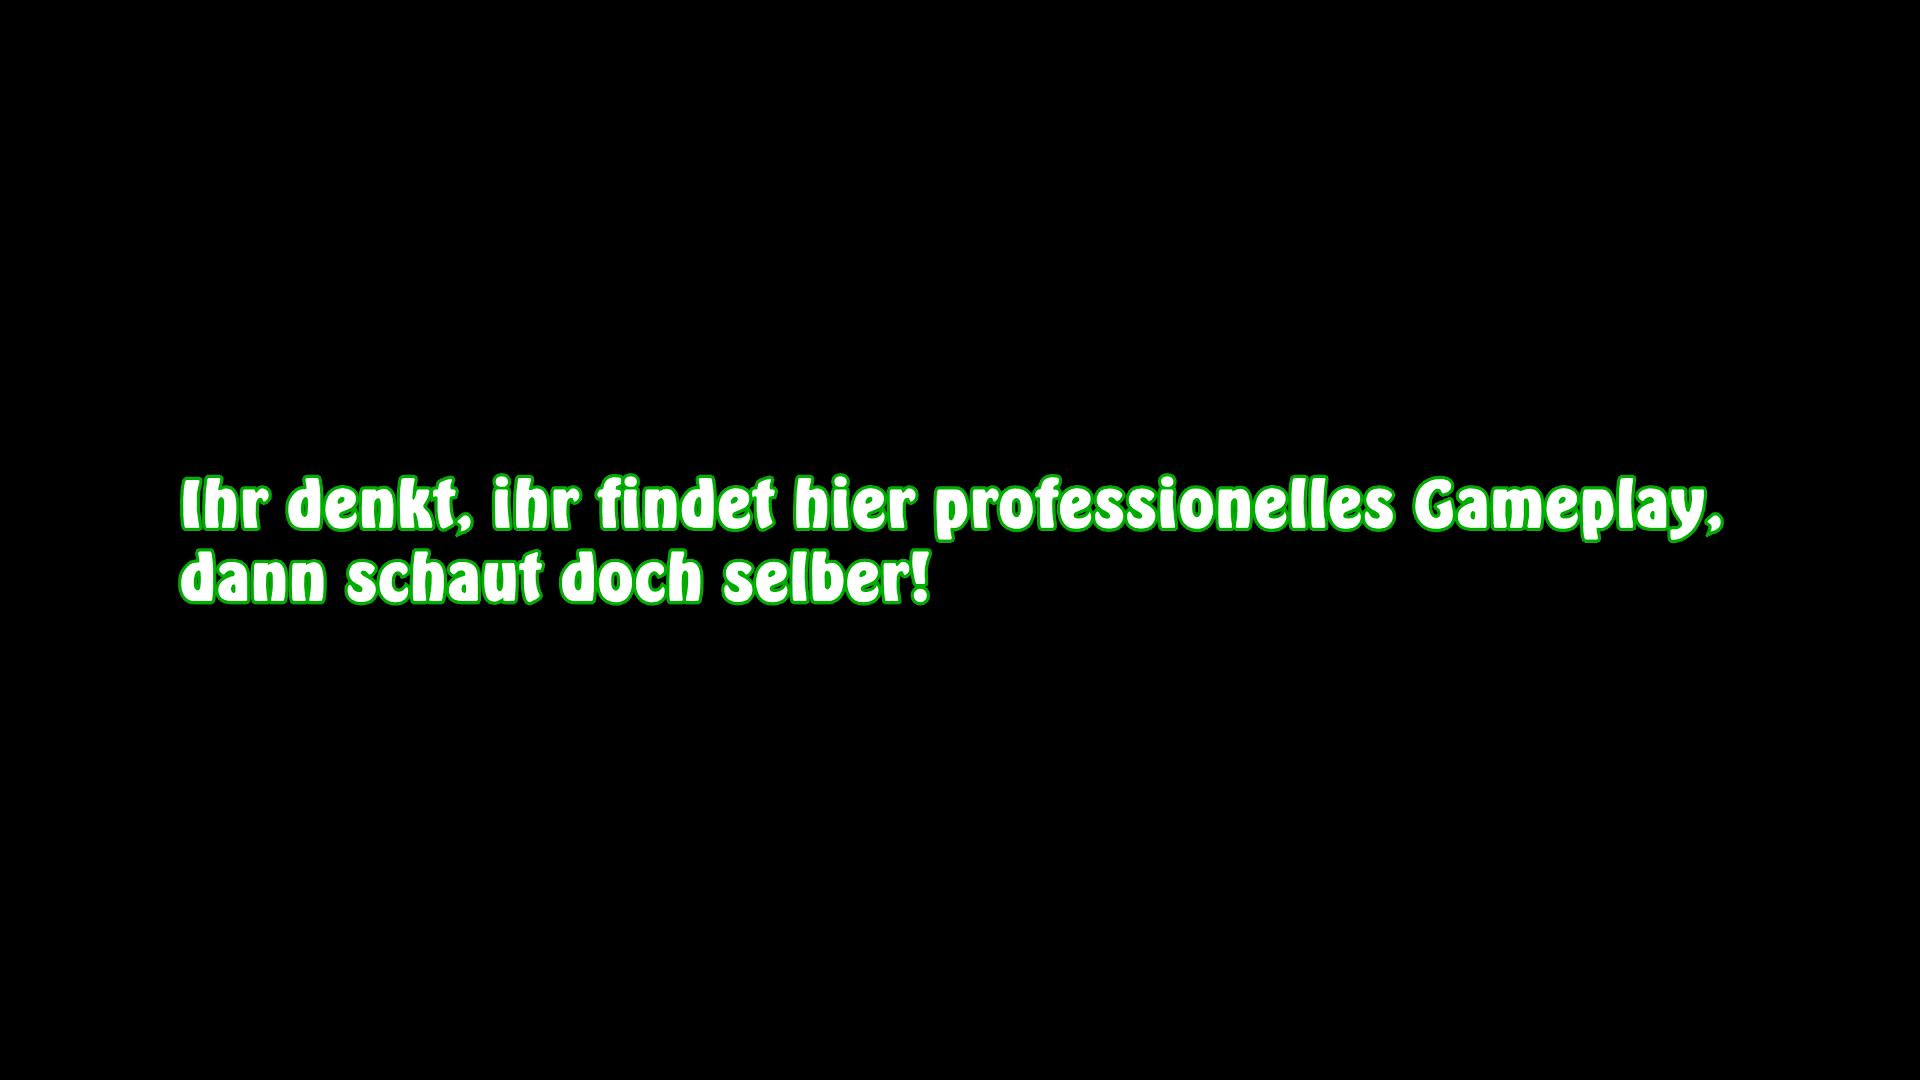 Ihr denkt, ihr findet hier professionelles Gameplay,
dann schaut doch selber!